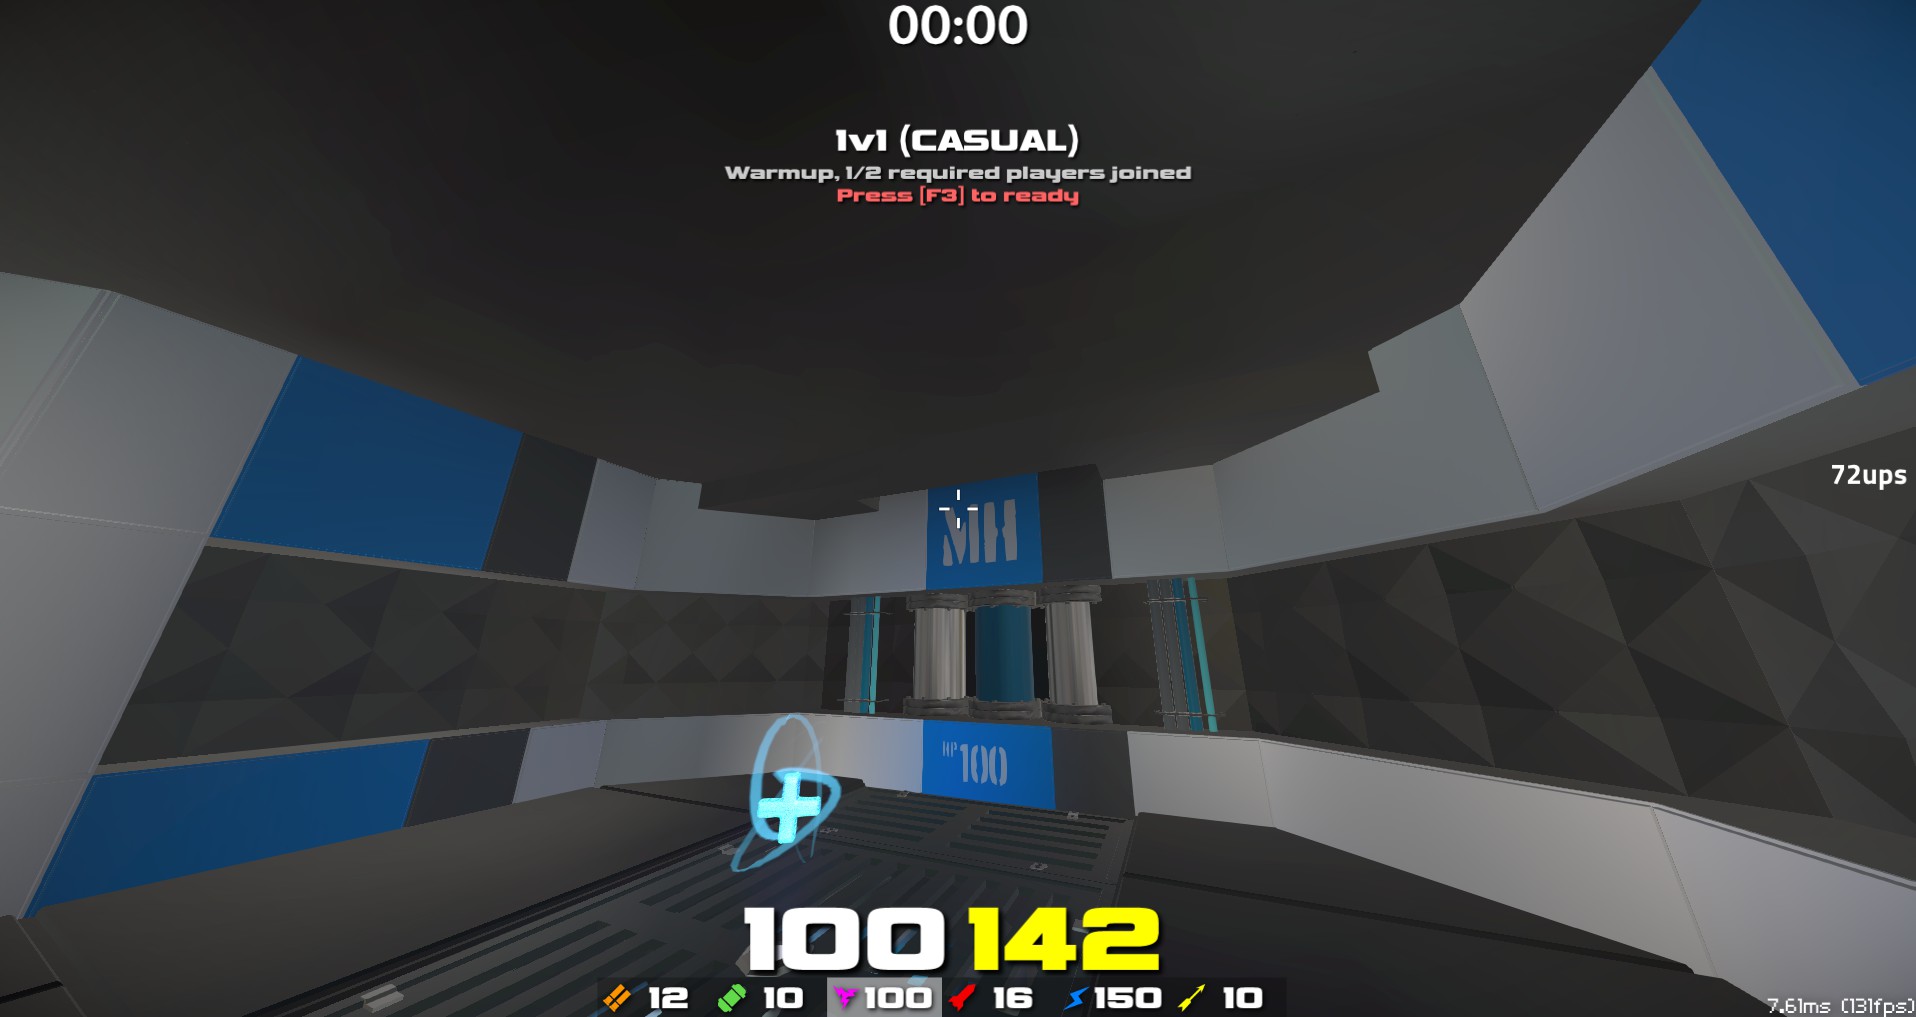 00:00
1v1 (CASUAL)
Warmup, 1/2 required players joined
Press [F3] to ready
72ups
MH
HP 100
100 142
12 10 100 16 150 10
7.61ms (131fps)